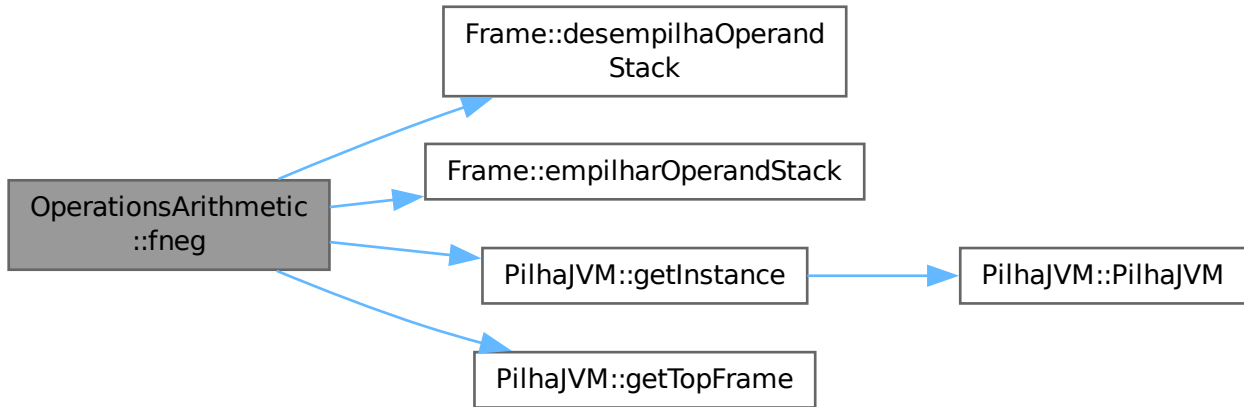 Frame::desempilhaOperand
Stack
Frame::empilharOperandStack
OperationsArithmetic
::fneg
PilhaJVM::getInstance
PilhaJVM::PilhaJVM
PilhaJVM::getTopFrame